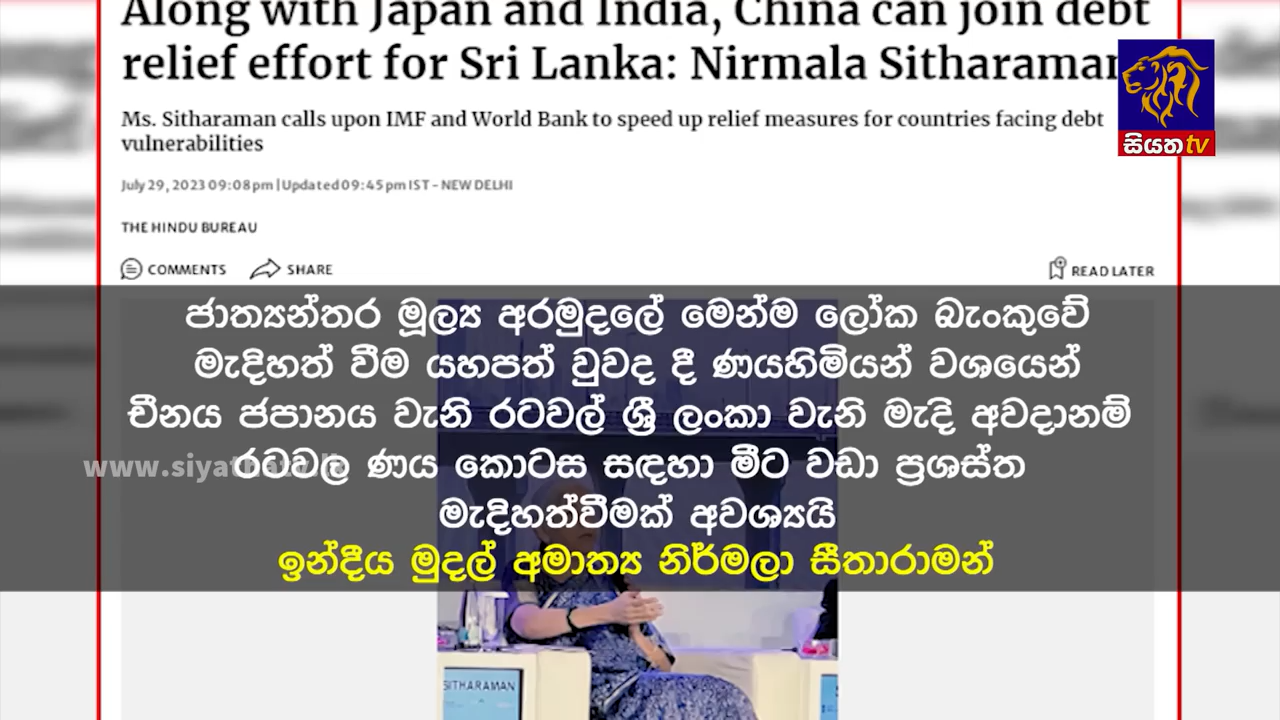 Along with Japan and India, China can join debt
relief effort for Sri Lanka: Nirmala Sitharaman
සියත tv
Ms. Sitharaman calls upon IMF and World Bank to speed up relief measures for countries facing debt
vulnerabilities
July 29, 2023 09:08 pm | Updated 09:45 pm IST - NEW DELHI
THE HINDU BUREAU
COMMENTS SHARE READ LATER
ජාත්‍යන්තර මූල්‍ය අරමුදලේ මෙන්ම ලෝක බැංකුවේ
මැදිහත් වීම යහපත් වුවද දී ණයහිමියන් වශයෙන්
චීනය ජපානය වැනි රටවල් ශ්‍රී ලංකා වැනි මැදි අවදානම්
රටවල ණය කොටස සඳහා මීට වඩා ප්‍රශස්ත
මැදිහත්වීමක් අවශ්‍යයි
ඉන්දීය මුදල් අමාත්‍ය නිර්මලා සීතාරාමන්
SITHARAMAN